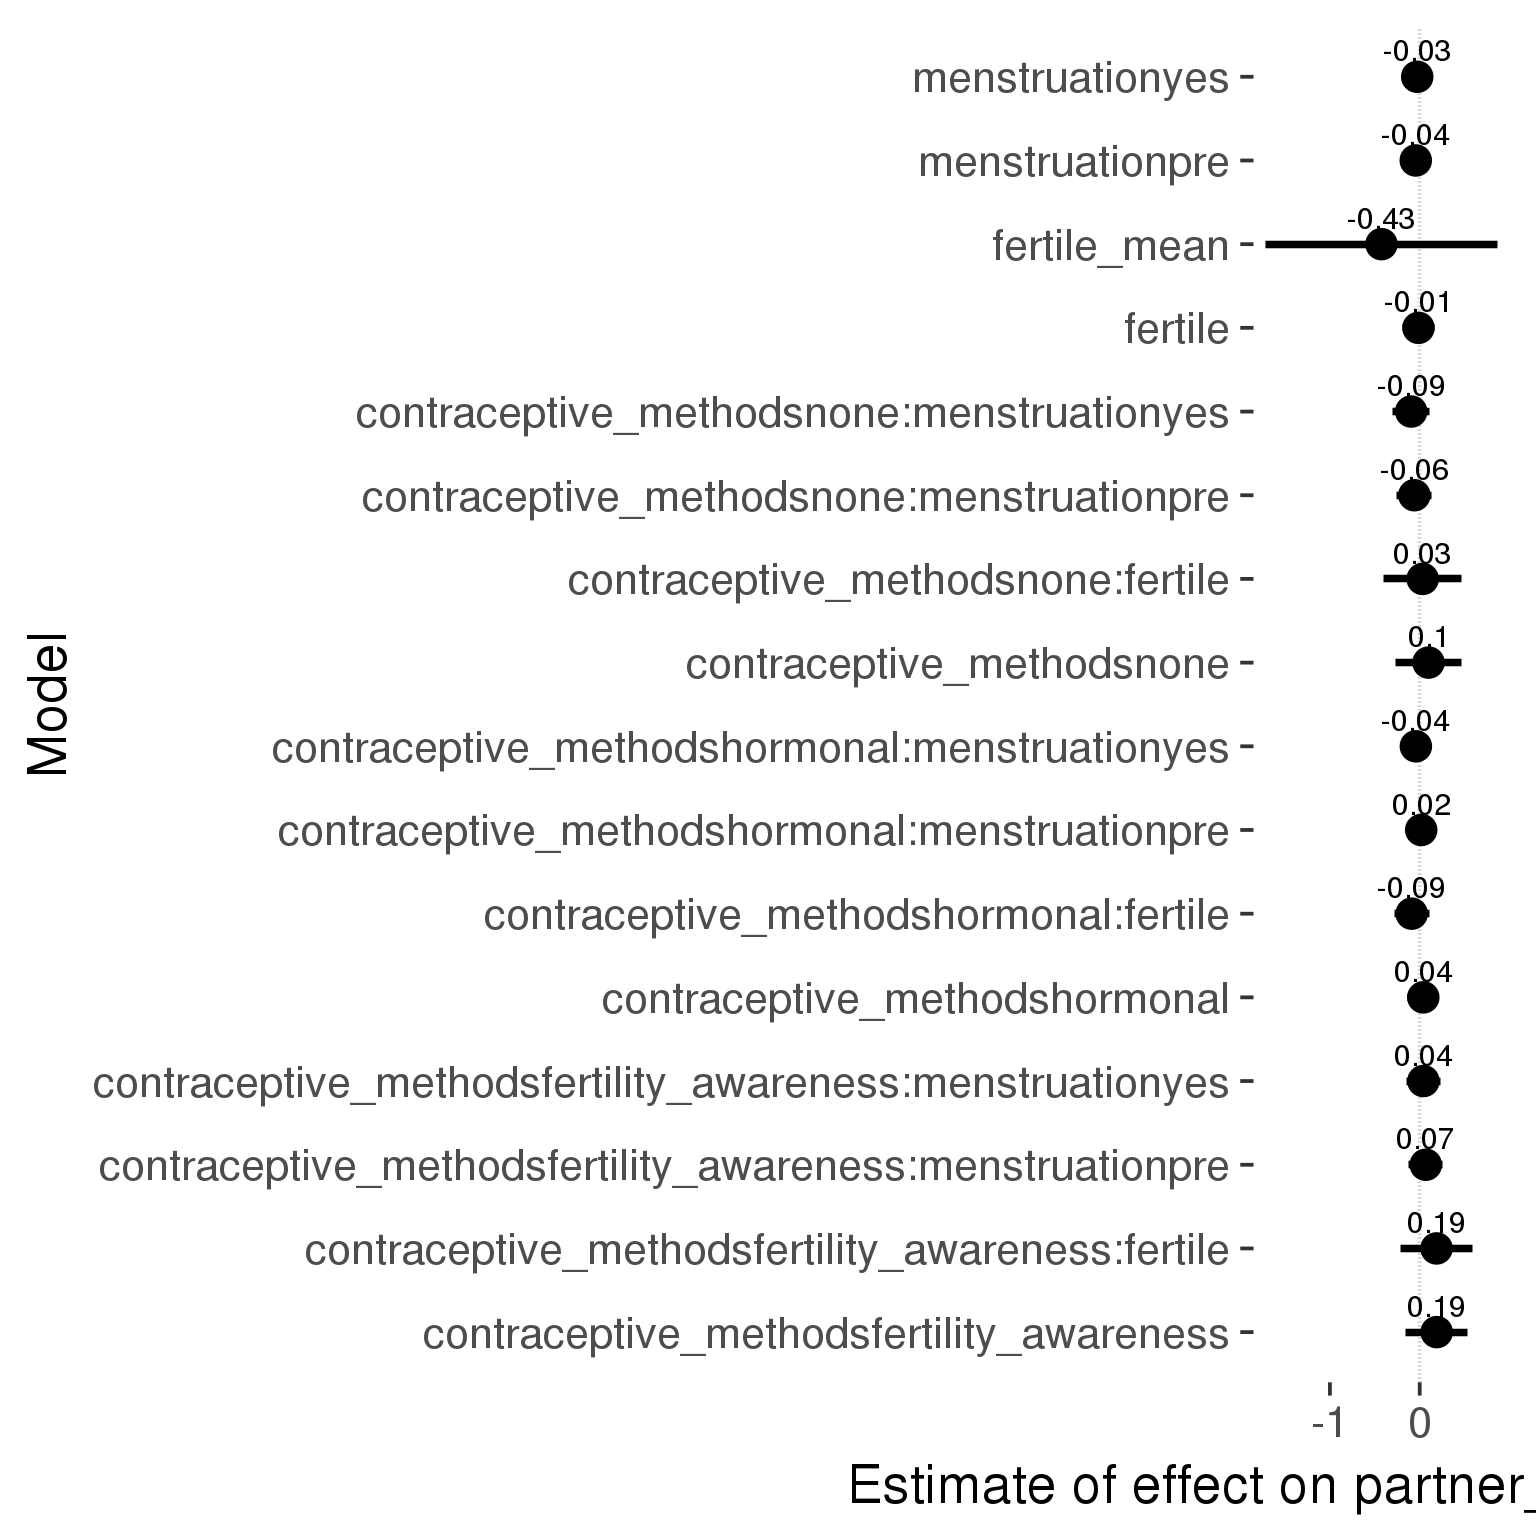 menstruationyes -0.03
menstruationpre -0.04
fertile_mean -0.43
fertile -0.01
contraceptive_methodsnone:menstruationyes -0.09
contraceptive_methodsnone:menstruationpre -0.06
contraceptive_methodsnone:fertile 0.03
contraceptive_methodsnone 0.1
contraceptive_methodshormonal:menstruationyes -0.04
contraceptive_methodshormonal:menstruationpre 0.02
contraceptive_methodshormonal:fertile -0.09
contraceptive_methodshormonal 0.04
contraceptive_methodsfertility_awareness:menstruationyes 0.04
contraceptive_methodsfertility_awareness:menstruationpre 0.07
contraceptive_methodsfertility_awareness:fertile 0.19
contraceptive_methodsfertility_awareness 0.19
Model
-1 0
Estimate of effect on partner_